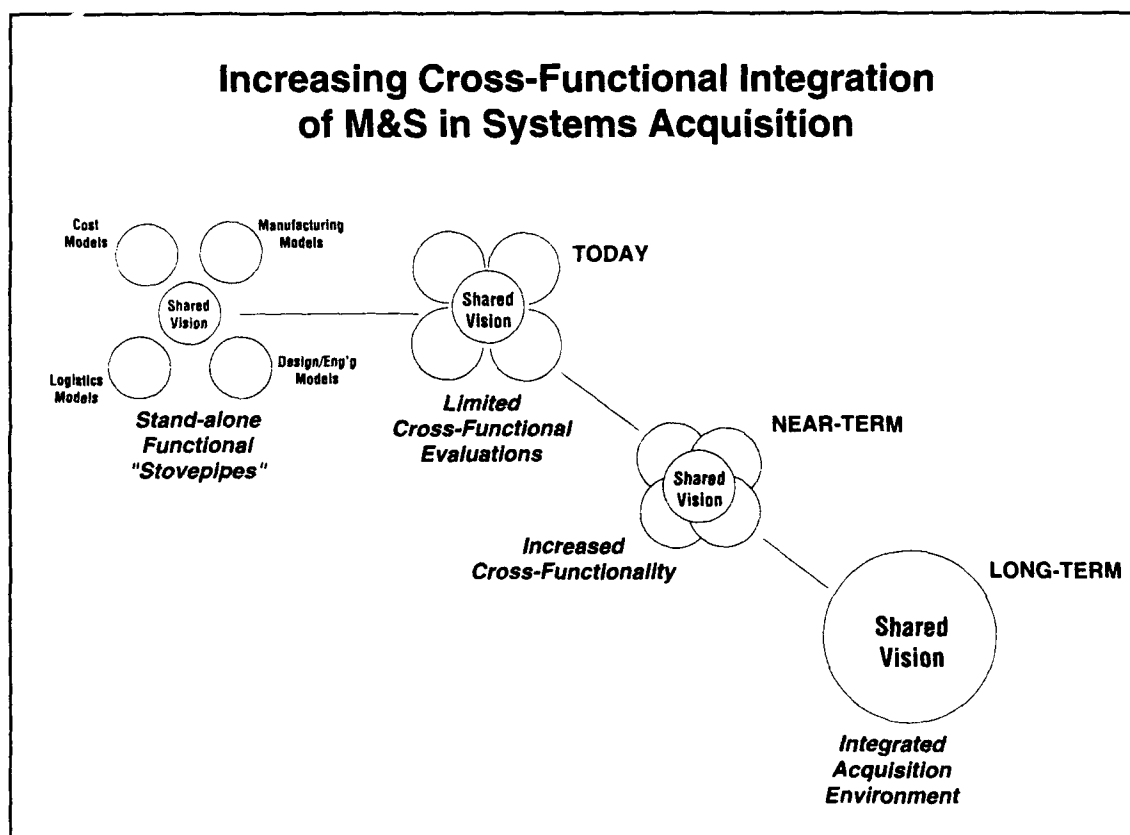 Increasing Cross-Functional Integration
of M&S in Systems Acquisition
Cost
Models
Manufacturing
Models
Shared
Vision
Logistics
Models
Design/Eng'g
Models
Stand-alone
Functional
"Stovepipes"
TODAY
Shared
Vision
Limited
Cross-Functional
Evaluations
NEAR-TERM
Shared
Vision
Increased
Cross-Functionality
LONG-TERM
Shared
Vision
Integrated
Acquisition
Environment